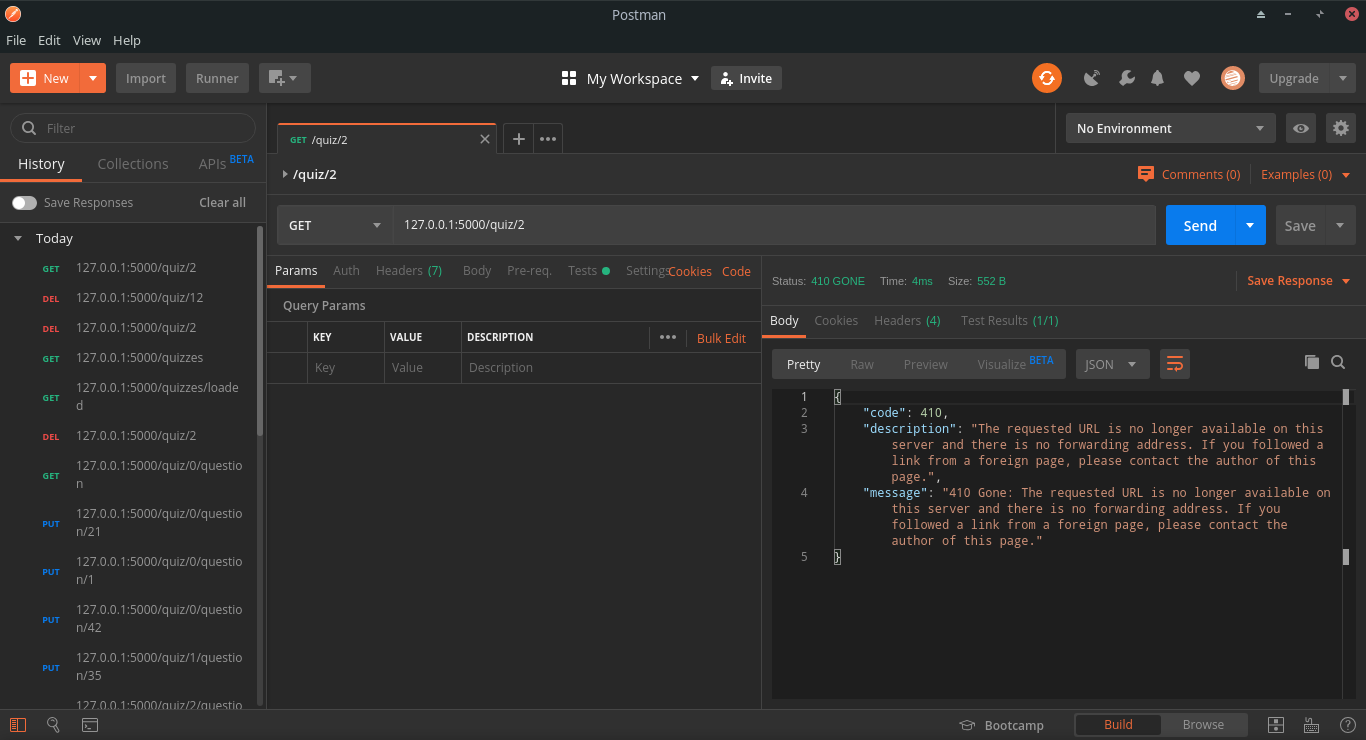 Postman
File Edit View Help
New Import Runner My Workspace Invite Upgrade
Filter
History Collections APIs BETA
Save Responses Clear all
Today
GET 127.0.0.1:5000/quiz/2
DEL 127.0.0.1:5000/quiz/12
DEL 127.0.0.1:5000/quiz/2
GET 127.0.0.1:5000/quizzes
GET 127.0.0.1:5000/quizzes/loade
d
DEL 127.0.0.1:5000/quiz/2
GET 127.0.0.1:5000/quiz/0/questio
n
PUT 127.0.0.1:5000/quiz/0/questio
n/21
PUT 127.0.0.1:5000/quiz/0/questio
n/1
PUT 127.0.0.1:5000/quiz/0/questio
n/42
PUT 127.0.0.1:5000/quiz/1/questio
n/35
127.0.0.1:5000/quiz/2/questio
GET /quiz/2
No Environment
/quiz/2
Comments (0) Examples (0)
GET 127.0.0.1:5000/quiz/2 Send Save
Params Auth Headers (7) Body Pre-req. Tests Settings Cookies Code
Query Params
KEY VALUE DESCRIPTION Bulk Edit
Key Value Description
Status: 410 GONE Time: 4ms Size: 552 B Save Response
Body Cookies Headers (4) Test Results (1/1)
Pretty Raw Preview Visualize BETA JSON
1 {
2 "code": 410,
3 "description": "The requested URL is no longer available on this
server and there is no forwarding address. If you followed a
link from a foreign page, please contact the author of this
page.",
4 "message": "410 Gone: The requested URL is no longer available on
this server and there is no forwarding address. If you
followed a link from a foreign page, please contact the
author of this page."
5 }
Bootcamp Build Browse